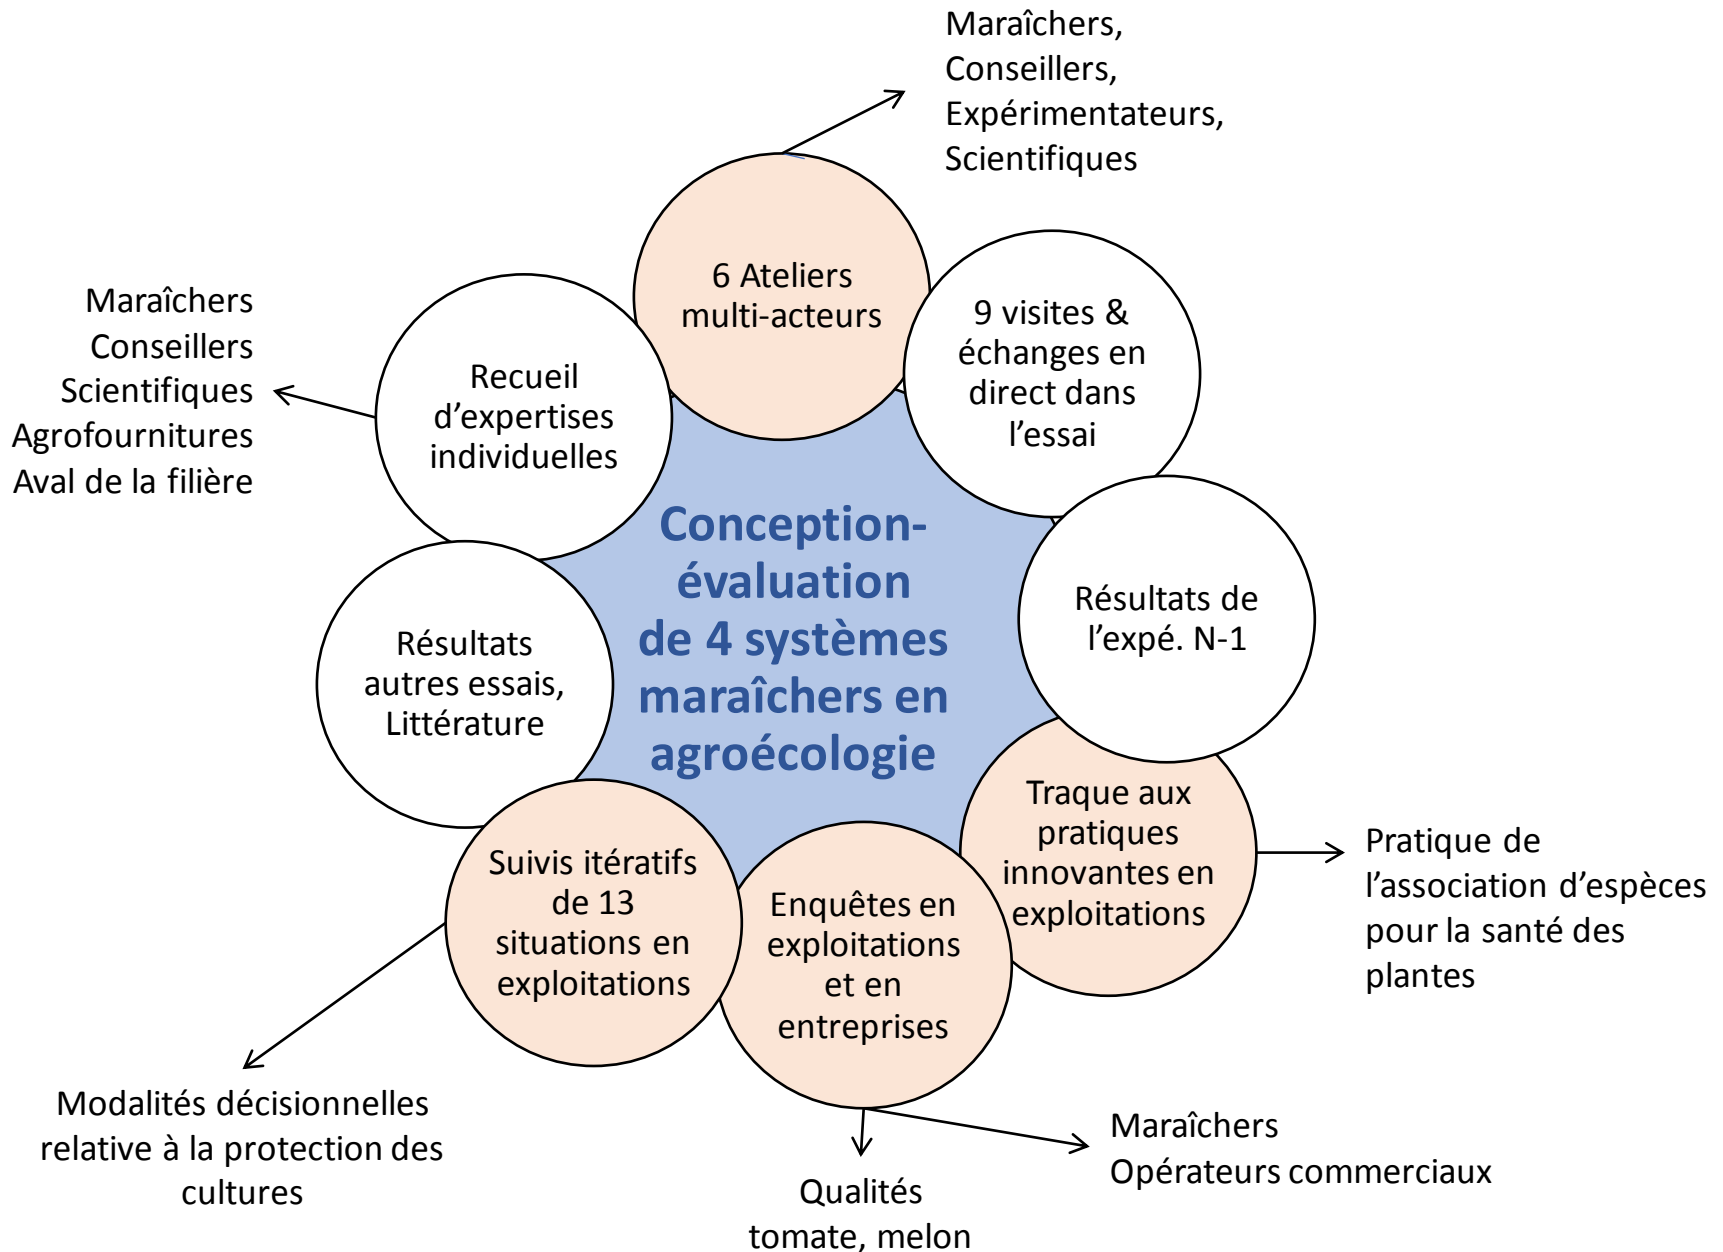 Maraîchers,
Conseillers,
Expérimentateurs,
Scientifiques
6 Ateliers
multi-acteurs
9 visites &
échanges en
direct dans
l’essai
Maraîchers
Conseillers
Scientifiques
Agrofournitures
Aval de la filière
Recueil
d’expertises
individuelles
Conception-
évaluation
de 4 systèmes
maraîchers en
agroécologie
Résultats de
l’expé. N-1
Résultats
autres essais,
Littérature
Traque aux
pratiques
innovantes en
exploitations
Pratique de
l’association d’espèces
pour la santé des
plantes
Suivis itératifs
de 13
situations en
exploitations
Enquêtes en
exploitations
et en
entreprises
Modalités décisionnelles
relative à la protection des
cultures
Maraîchers
Opérateurs commerciaux
Qualités
tomate, melon